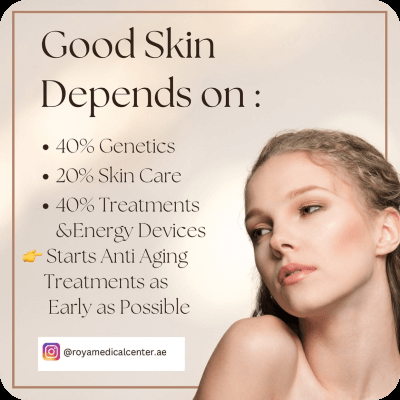 Good Skin
Depends on :
• 40% Genetics
• 20% Skin Care
• 40% Treatments
&Energy Devices
👉 Starts Anti Aging
Treatments as
Early as Possible
@royamedicalcenter.ae